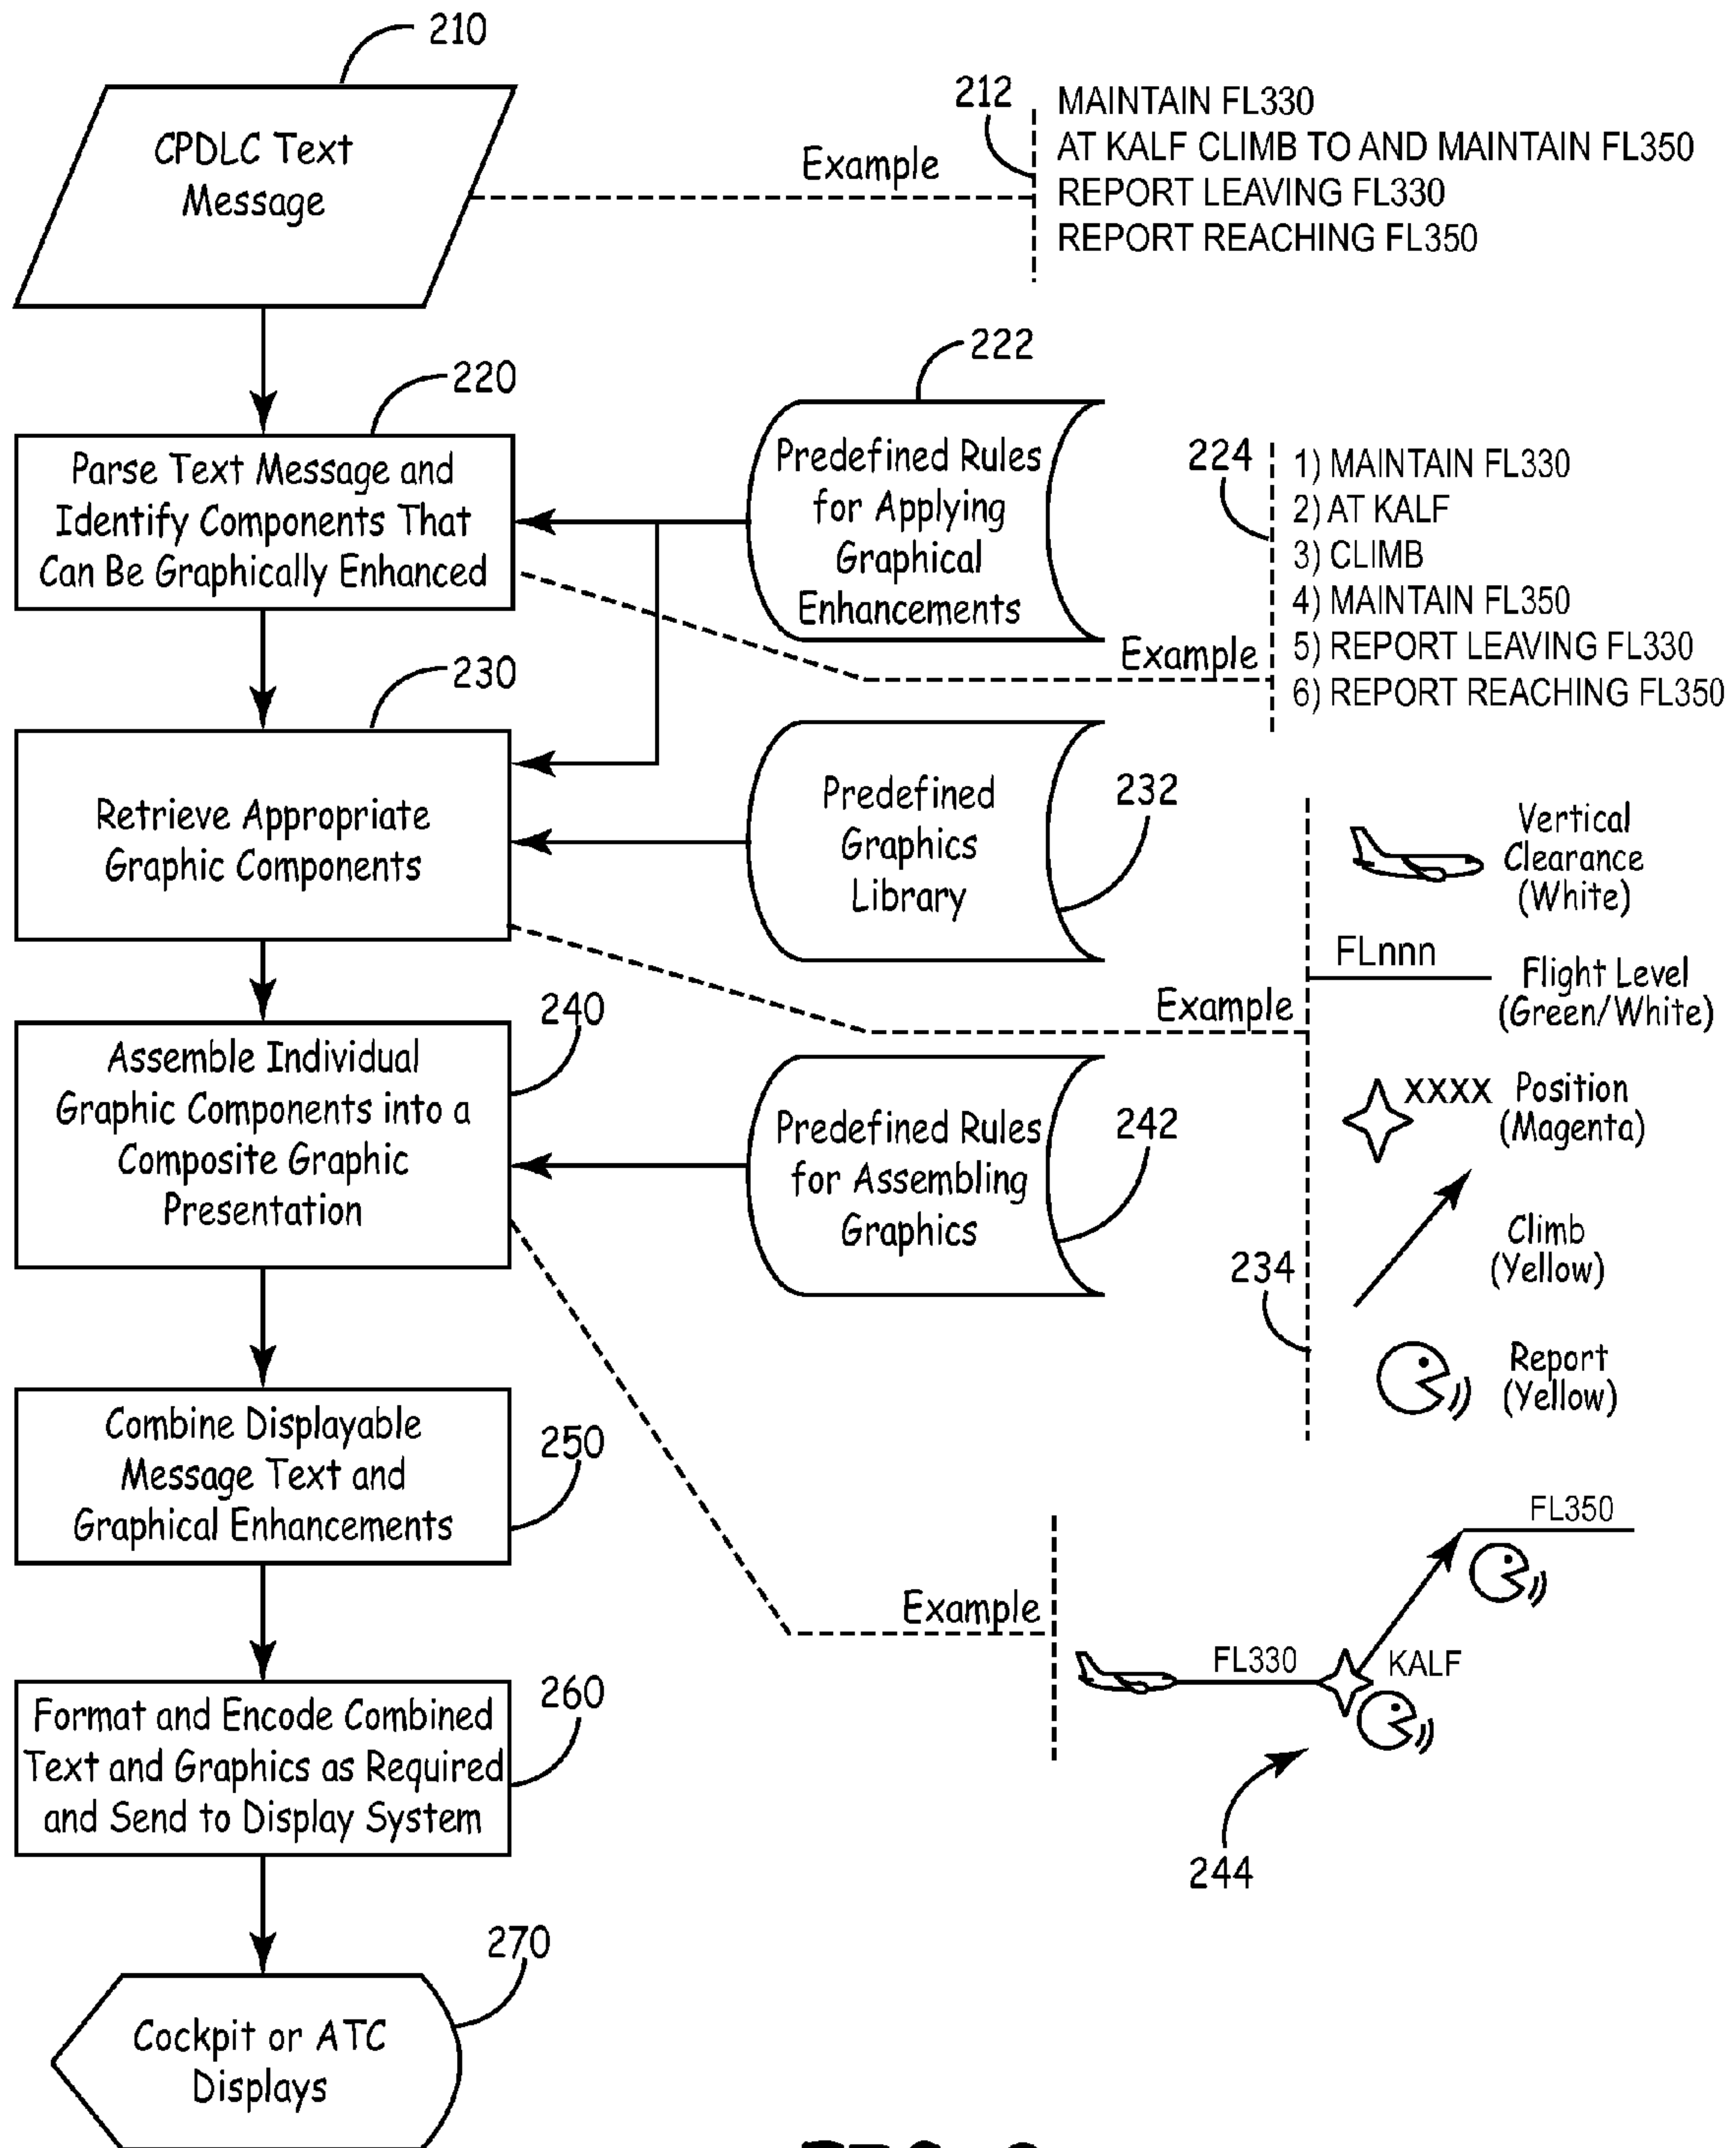 210
CPDLC Text
Message
Example
212
MAINTAIN FL330
AT KALF CLIMB TO AND MAINTAIN FL350
REPORT LEAVING FL330
REPORT REACHING FL350
220
Parse Text Message and
Identify Components That
Can Be Graphically Enhanced
222
Predefined Rules
for Applying
Graphical
Enhancements
Example
224
1) MAINTAIN FL330
2) AT KALF
3) CLIMB
4) MAINTAIN FL350
5) REPORT LEAVING FL330
6) REPORT REACHING FL350
230
Retrieve Appropriate
Graphic Components
Predefined
Graphics
Library
232
Example
234
Vertical
Clearance
(White)
FLnnn
Flight Level
(Green/White)
XXXX
Position
(Magenta)
Climb
(Yellow)
Report
(Yellow)
240
Assemble Individual
Graphic Components into a
Composite Graphic
Presentation
Predefined Rules
for Assembling
Graphics
242
Example
FL350
FL330
KALF
244
Combine Displayable
Message Text and
Graphical Enhancements
250
Format and Encode Combined
Text and Graphics as Required
and Send to Display System
260
270
Cockpit or ATC
Displays